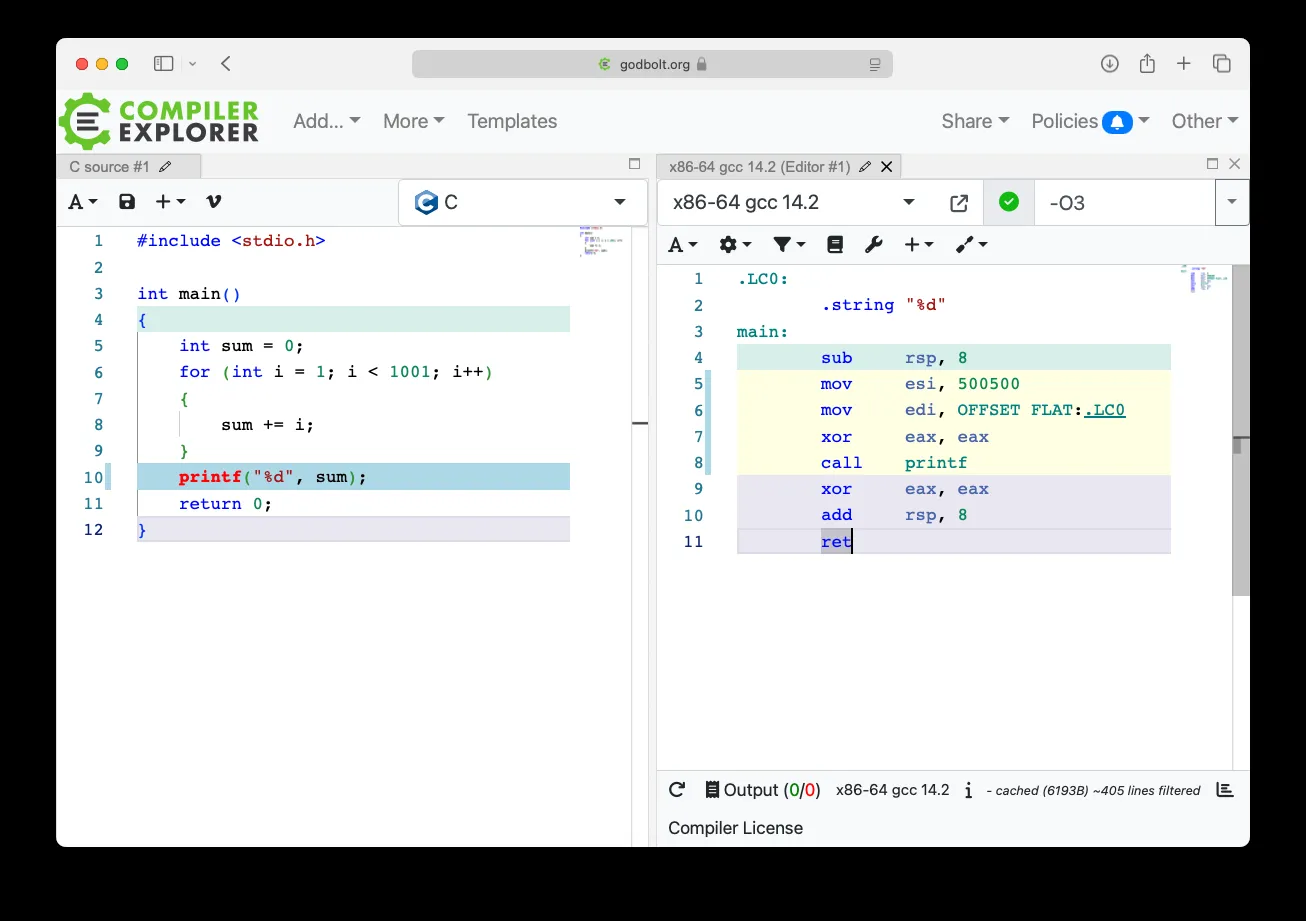 godbolt.org
COMPILER
EXPLORER
Add... More Templates Share Policies Other
C source #1
A
C
1 #include <stdio.h>
2
3 int main()
4 {
5 int sum = 0;
6 for (int i = 1; i < 1001; i++)
7 {
8 sum += i;
9 }
10 printf("%d", sum);
11 return 0;
12 }
x86-64 gcc 14.2 (Editor #1)
x86-64 gcc 14.2 -O3
A
1 .LC0:
2 .string "%d"
3 main:
4 sub rsp, 8
5 mov esi, 500500
6 mov edi, OFFSET FLAT:.LC0
7 xor eax, eax
8 call printf
9 xor eax, eax
10 add rsp, 8
11 ret
Output (0/0) x86-64 gcc 14.2 i - cached (6193B) ~405 lines filtered
Compiler License